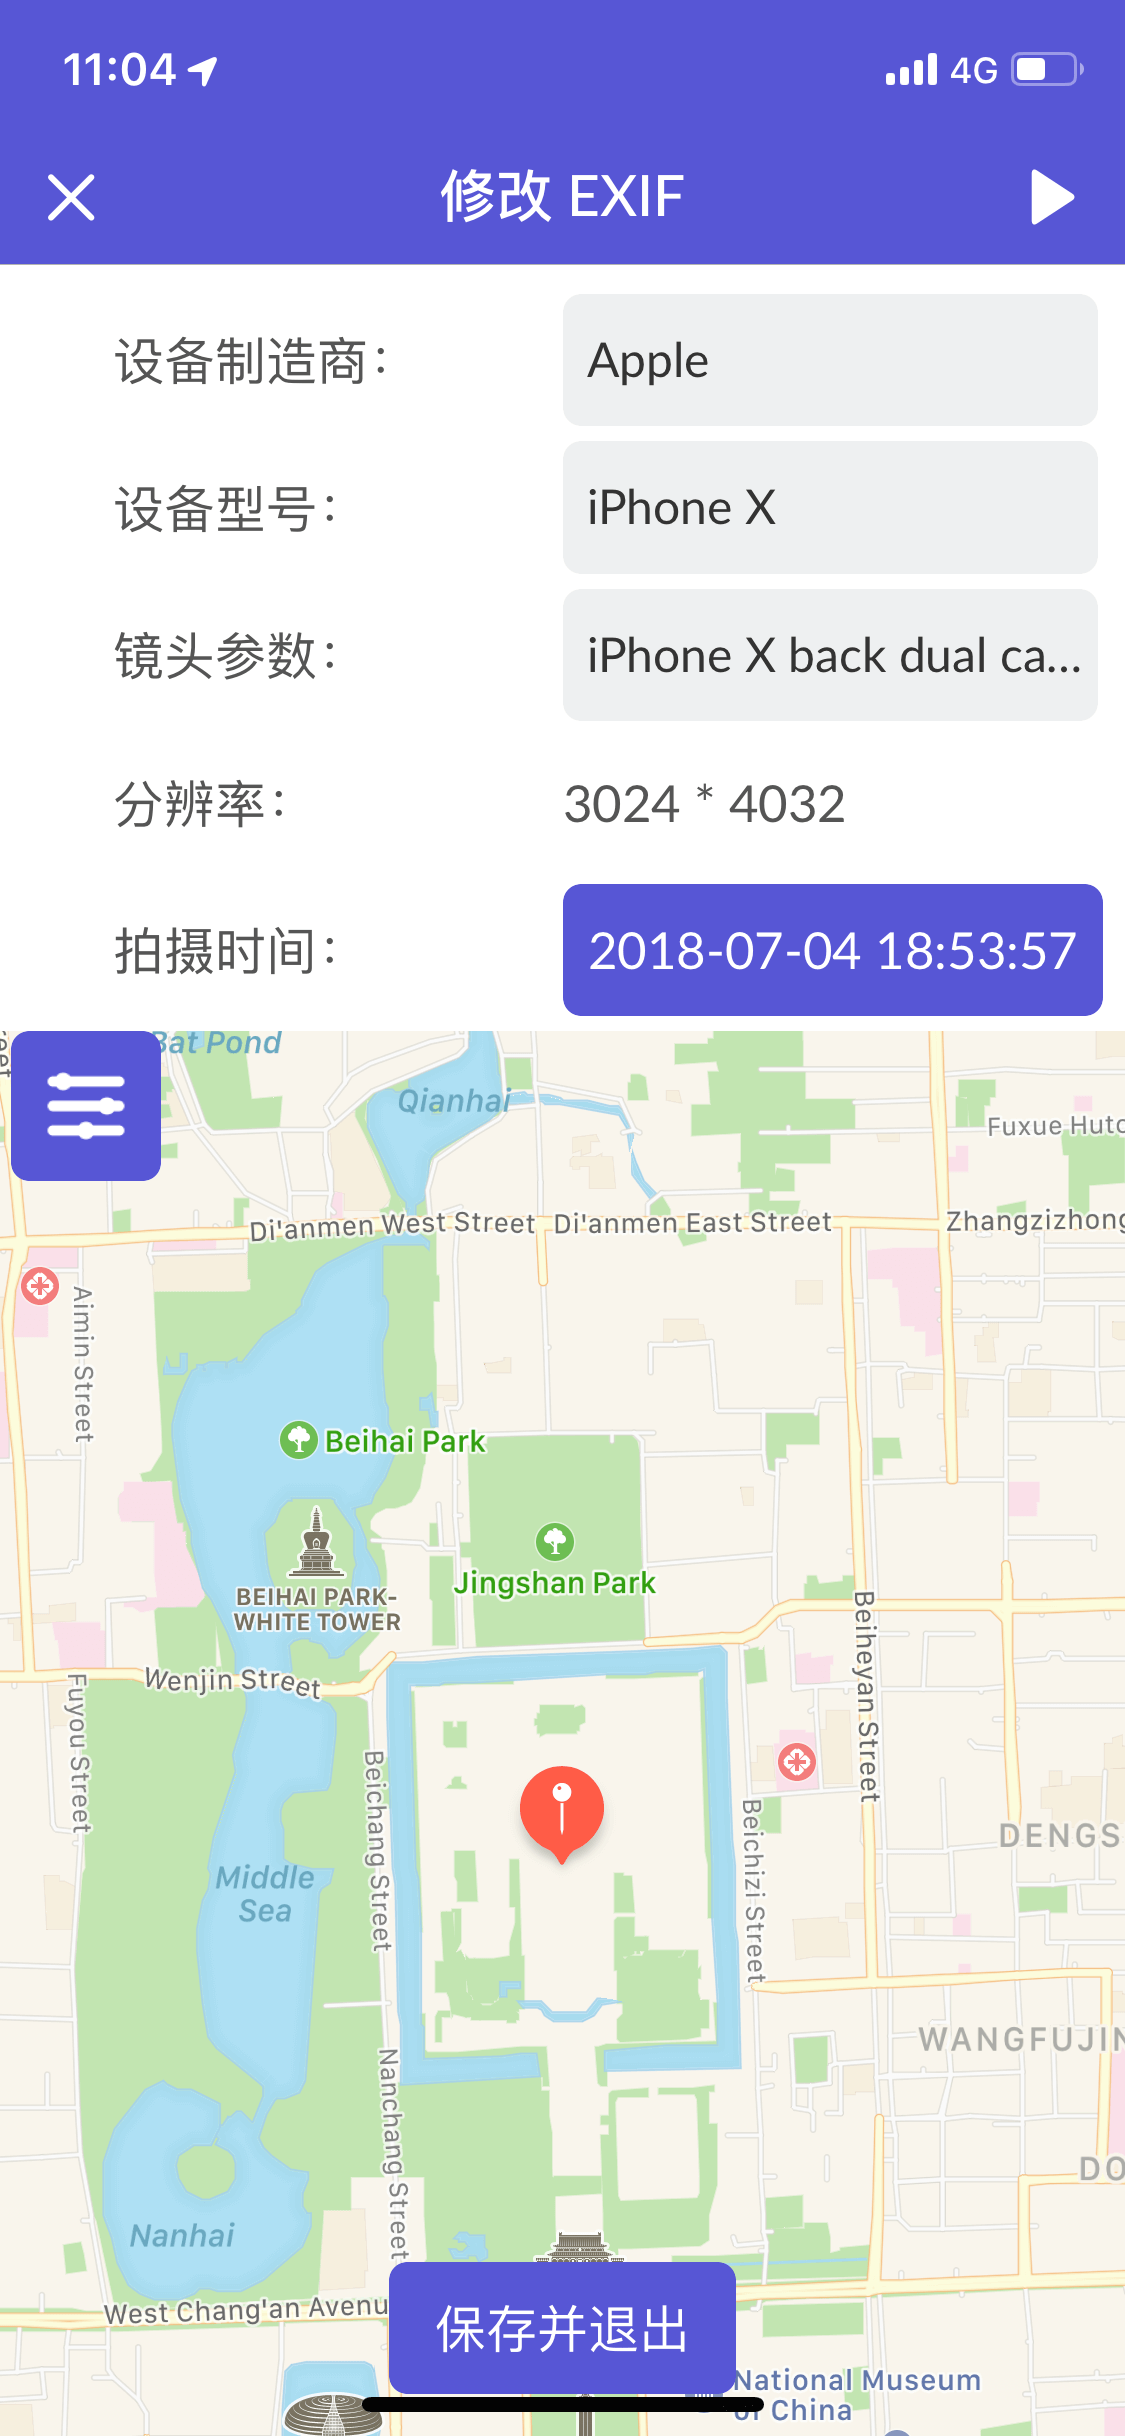 11:04
4G
修改 EXIF
设备制造商：
Apple
设备型号：
iPhone X
镜头参数：
iPhone X back dual ca...
分辨率：
3024 * 4032
拍摄时间：
2018-07-04 18:53:57
Bat Pond
Qianhai
Fuxue Hutc
Di'anmen West Street
Di'anmen East Street
Zhangzizhong
Aimin Street
Beihai Park
Jingshan Park
BEIHAI PARK-
WHITE TOWER
Wenjin Street
Beiheyan Street
Fuyou Street
Beichang Street
Beichizi Street
DENGS
Middle
Sea
WANGFUJIN
Nanchang Street
DO
Nanhai
West Chang'an Avenu
保存并退出
National Museum
of China